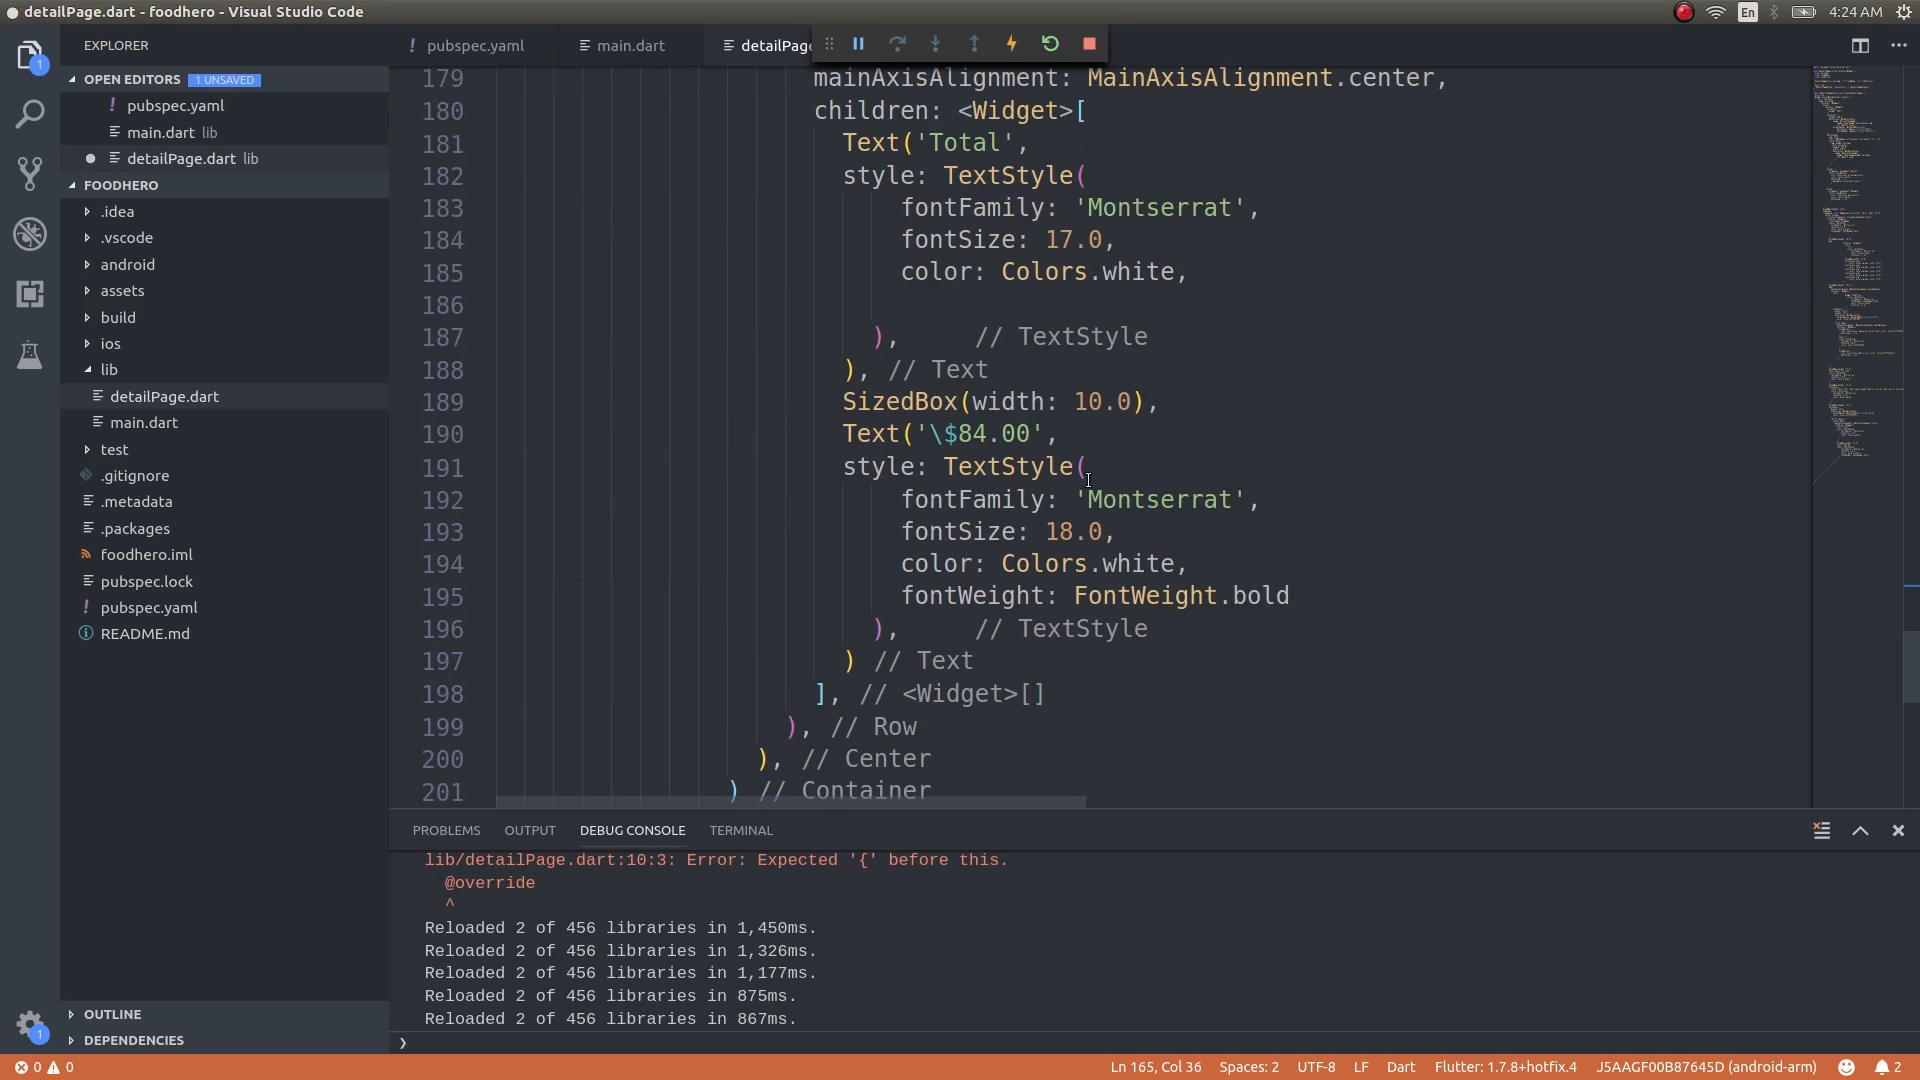 detailPage.dart - foodhero - Visual Studio Code
En
4:24 AM
EXPLORER
pubspec.yaml
main.dart
detailPage
OPEN EDITORS
1 UNSAVED
pubspec.yaml
main.dart lib
detailPage.dart lib
FOODHERO
.idea
.vscode
android
assets
build
ios
lib
detailPage.dart
main.dart
test
.gitignore
.metadata
.packages
foodhero.iml
pubspec.lock
pubspec.yaml
README.md
OUTLINE
DEPENDENCIES
1
1
179 mainAxisAlignment: MainAxisAlignment.center,
180 children: <Widget>[
181 Text('Total',
182 style: TextStyle(
183 fontFamily: 'Montserrat',
184 fontSize: 17.0,
185 color: Colors.white,
186
187 ), // TextStyle
188 ), // Text
189 SizedBox(width: 10.0),
190 Text('\$84.00',
191 style: TextStyle(
192 fontFamily: 'Montserrat',
193 fontSize: 18.0,
194 color: Colors.white,
195 fontWeight: FontWeight.bold
196 ), // TextStyle
197 ) // Text
198 ], // <Widget>[]
199 ), // Row
200 ), // Center
201 ) // Container
PROBLEMS OUTPUT DEBUG CONSOLE TERMINAL
lib/detailPage.dart:10:3: Error: Expected '{' before this.
@override
^
Reloaded 2 of 456 libraries in 1,450ms.
Reloaded 2 of 456 libraries in 1,326ms.
Reloaded 2 of 456 libraries in 1,177ms.
Reloaded 2 of 456 libraries in 875ms.
Reloaded 2 of 456 libraries in 867ms.
0 0 Ln 165, Col 36 Spaces: 2 UTF-8 LF Dart Flutter: 1.7.8+hotfix.4 J5AAGF00B87645D (android-arm) 2